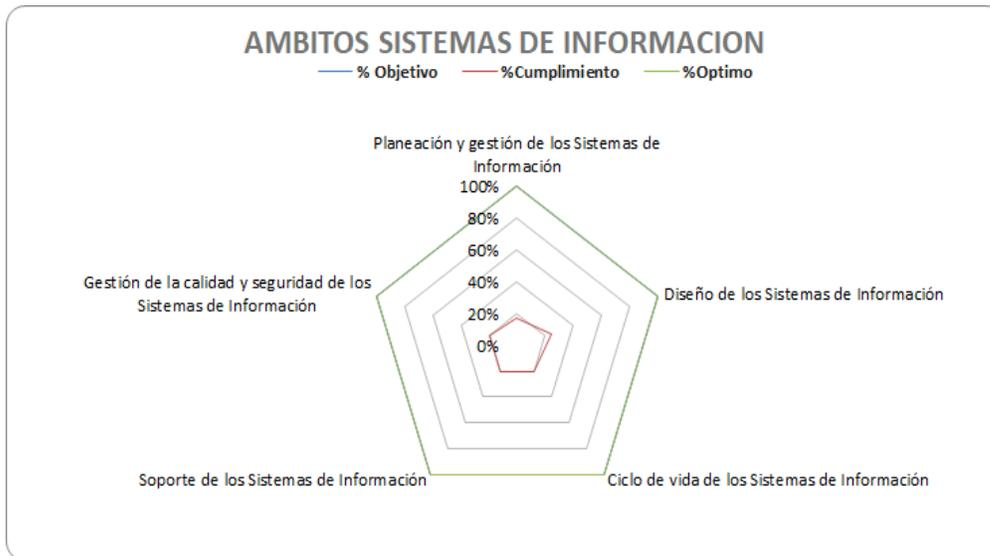 AMBITOS SISTEMAS DE INFORMACION
% Objetivo %Cumplimiento %Optimo
Planeación y gestión de los Sistemas de
Información
100%
80%
60%
40%
20%
0%
Gestión de la calidad y seguridad de los
Sistemas de Información
Diseño de los Sistemas de Información
Soporte de los Sistemas de Información
Ciclo de vida de los Sistemas de Información